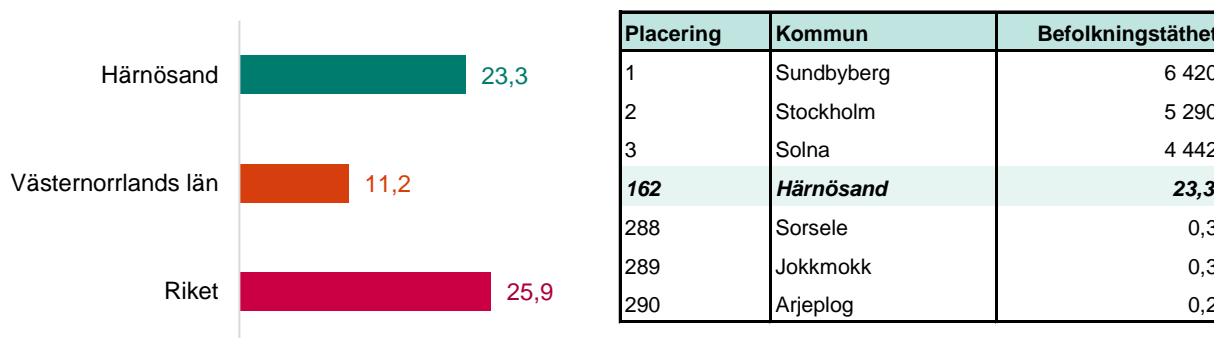 Härnösand 23,3
Västernorrlands län 11,2
Riket 25,9
Placering Kommun Befolkningstäthet
1 Sundbyberg 6 420
2 Stockholm 5 290
3 Solna 4 442
162 Härnösand 23,3
288 Sorsele 0,3
289 Jokkmokk 0,3
290 Arjeplog 0,2